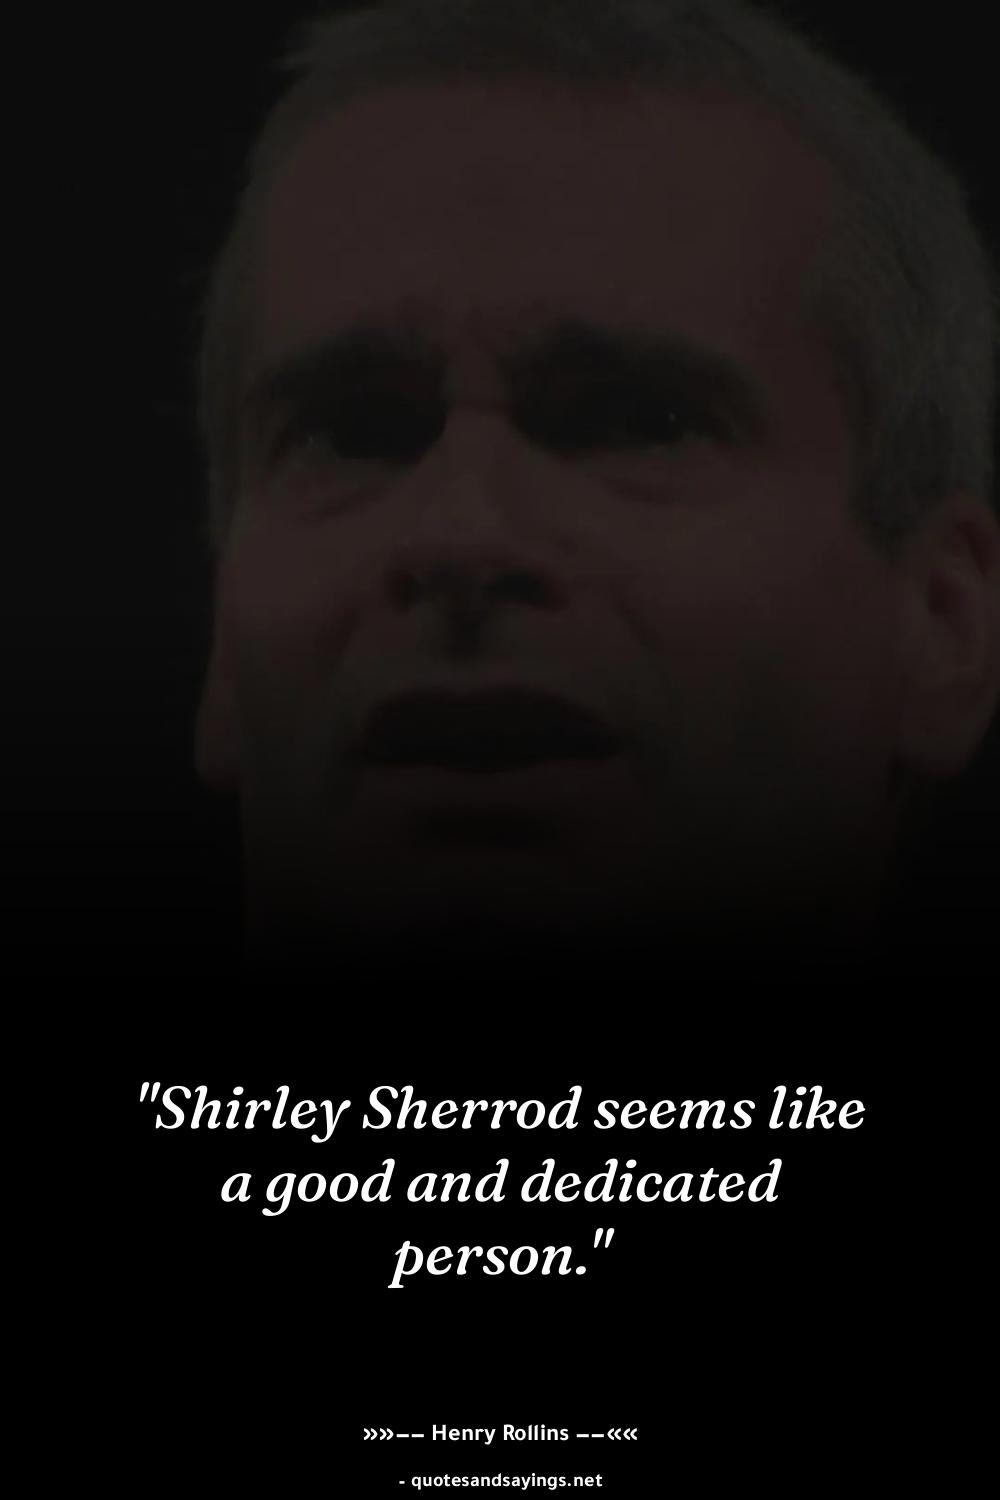 "Shirley Sherrod seems like
a good and dedicated
person."
»»−− Henry Rollins −−««
- quotesandsayings.net